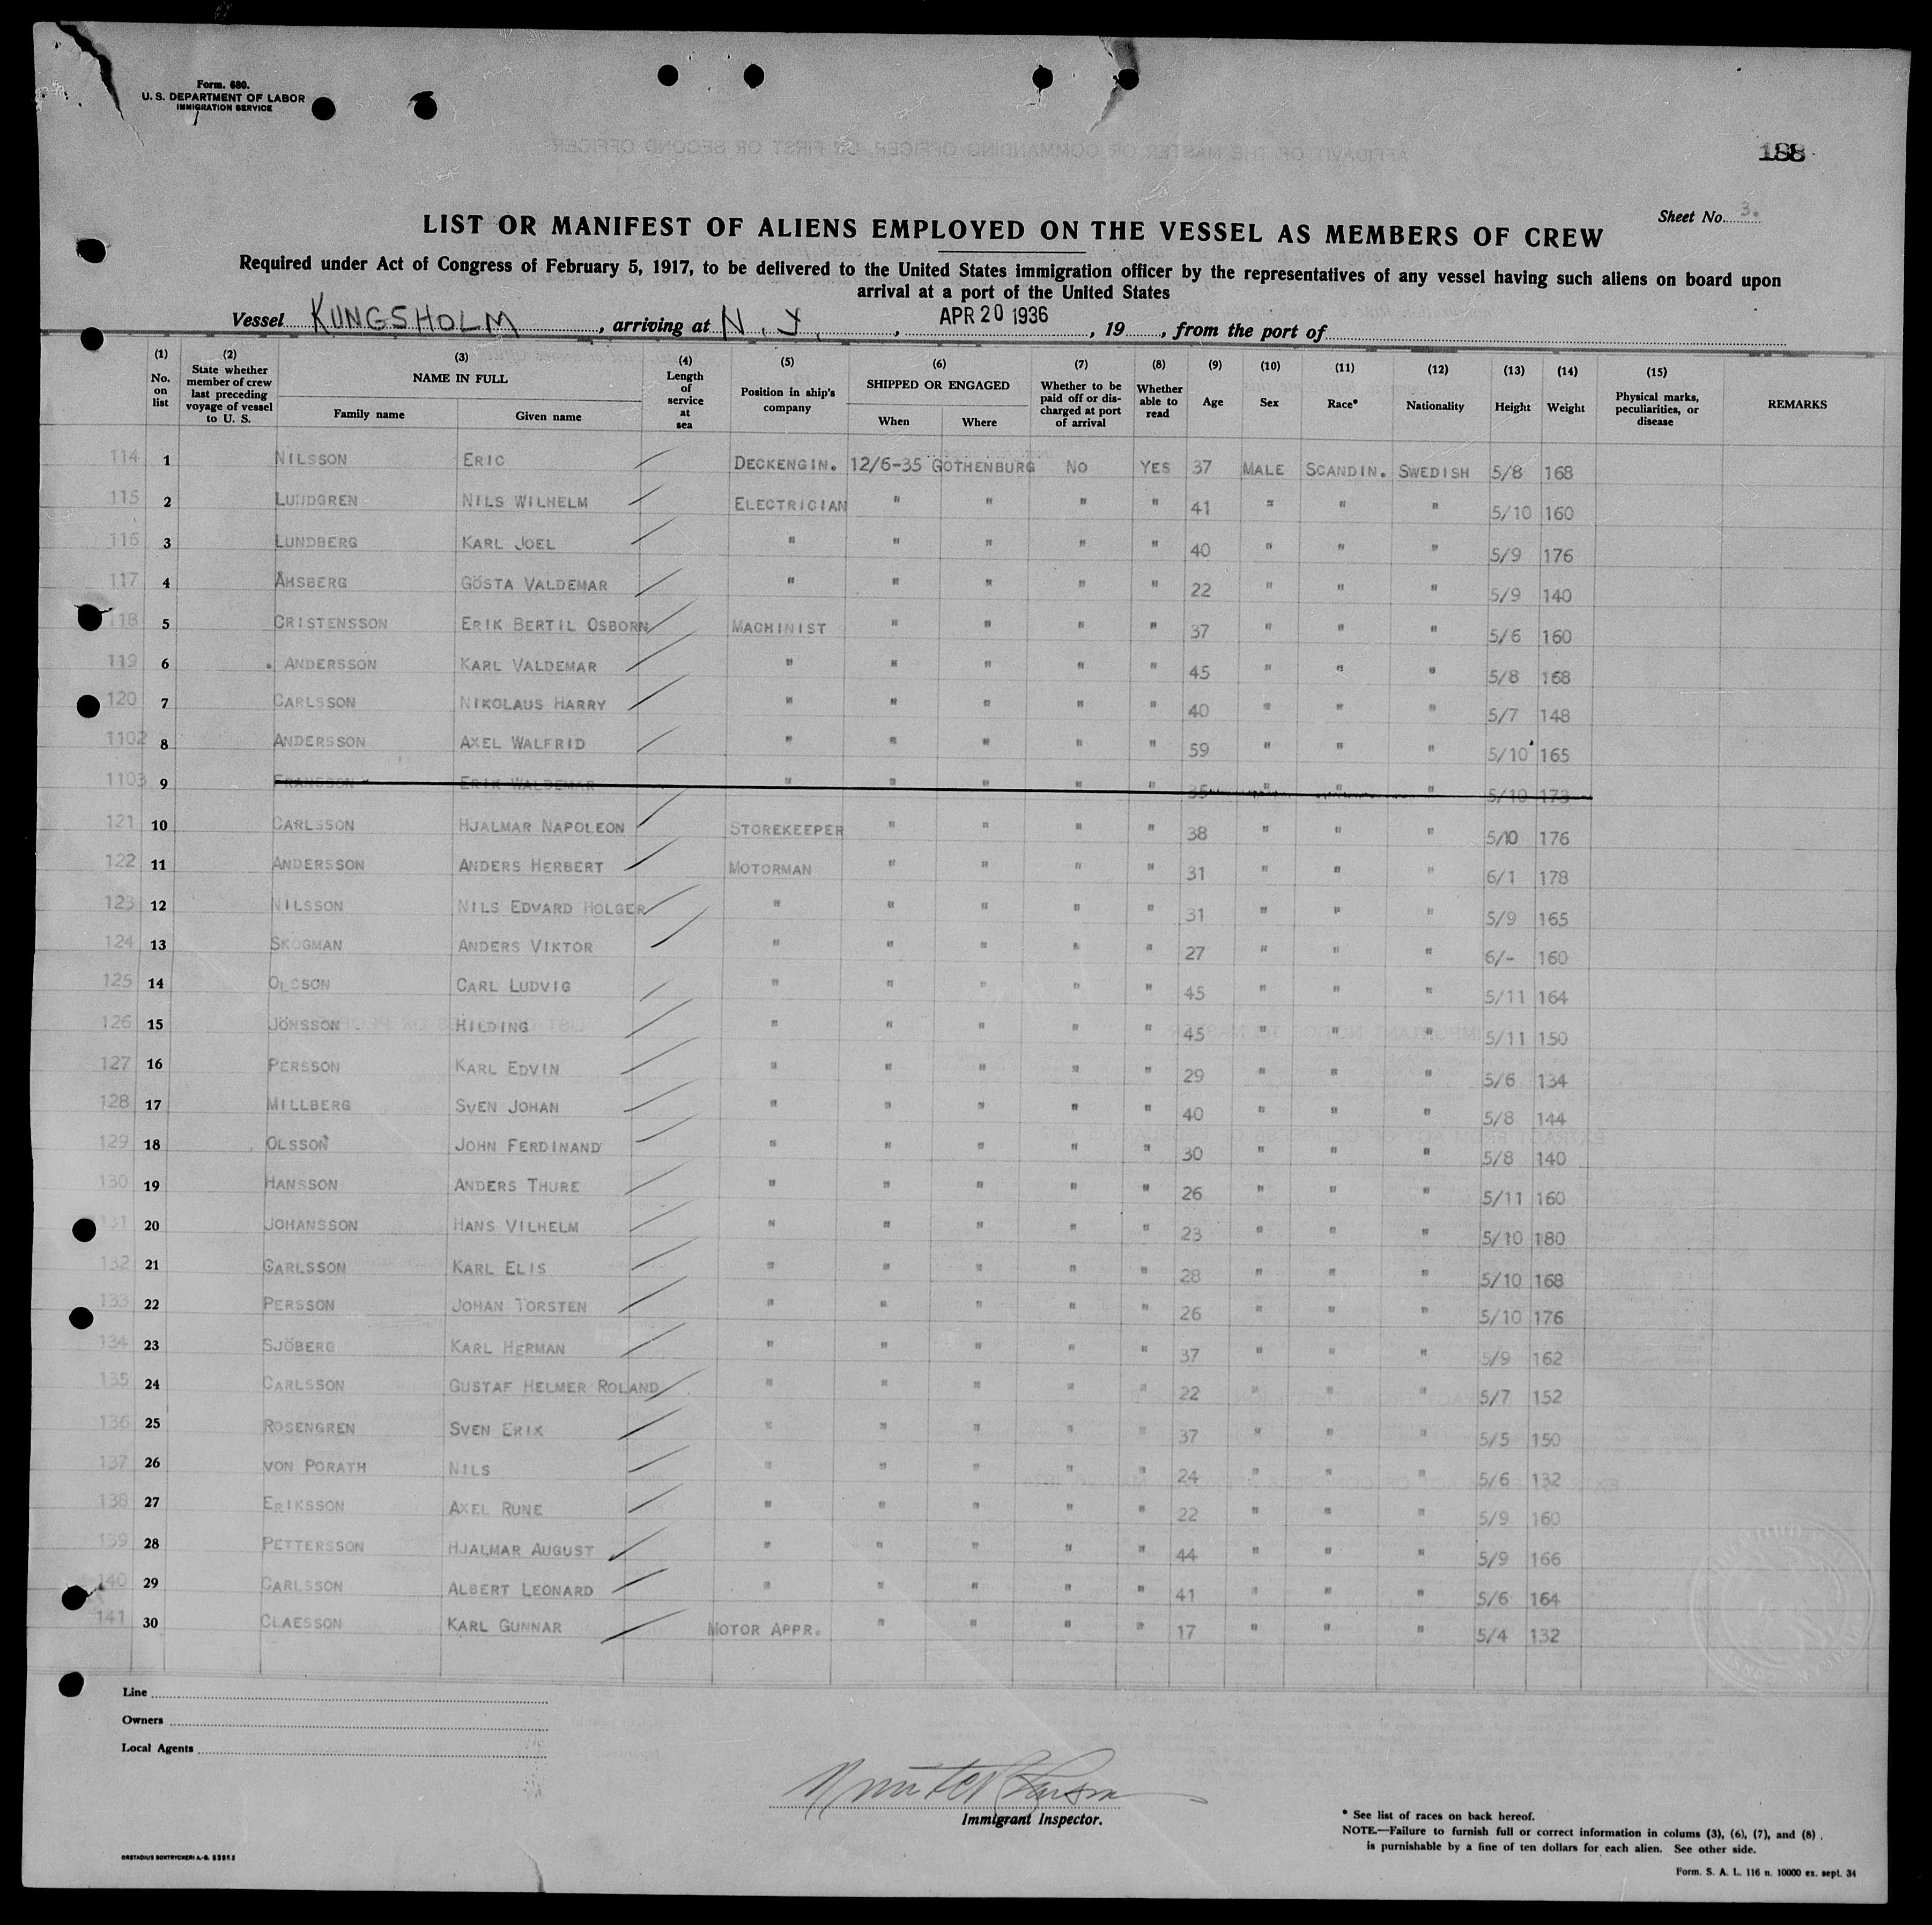 Form. 680.
U. S. DEPARTMENT OF LABOR
IMMIGRATION SERVICE
188
Sheet No. 3.
LIST OR MANIFEST OF ALIENS EMPLOYED ON THE VESSEL AS MEMBERS OF CREW
Required under Act of Congress of February 5, 1917, to be delivered to the United States immigration officer by the representatives of any vessel having such aliens on board upon
arrival at a port of the United States
Vessel KUNGSHOLM, arriving at N. Y., APR 20 1936, 19, from the port of
(1) No. on list (2) State whether member of crew last preceding voyage of vessel to U. S. (3) NAME IN FULL Family name Given name (4) Length of service at sea (5) Position in ship's company (6) SHIPPED OR ENGAGED When Where (7) Whether to be paid off or discharged at port of arrival (8) Whether able to read (9) Age (10) Sex (11) Race* (12) Nationality (13) Height (14) Weight (15) Physical marks, peculiarities, or disease REMARKS
114 1 NILSSON ERIC DECKENGIN. 12/6-35 GOTHENBURG NO YES 37 MALE SCANDIN. SWEDISH 5/8 168
115 2 LUNDGREN NILS WILHELM ELECTRICIAN " " " " 41 " " " 5/10 160
116 3 LUNDBERG KARL JOEL " " " " " 40 " " " 5/9 176
117 4 ÅHSBERG GÖSTA VALDEMAR " " " " " 22 " " " 5/9 140
118 5 CRISTENSSON ERIK BERTIL OSBORN MACHINIST " " " " 37 " " " 5/6 160
119 6 ANDERSSON KARL VALDEMAR " " " " " 45 " " " 5/8 168
120 7 CARLSSON NIKOLAUS HARRY " " " " " 40 " " " 5/7 148
1102 8 ANDERSSON AXEL WALFRID " " " " " 59 " " " 5/10 165
1103 9 FRANSSON ERIK WALDEMAR " " " " " 35 " " " 5/10 173
121 10 CARLSSON HJALMAR NAPOLEON STOREKEEPER " " " " 38 " " " 5/10 176
122 11 ANDERSSON ANDERS HERBERT MOTORMAN " " " " 31 " " " 6/1 178
123 12 NILSSON NILS EDVARD HOLGER " " " " " 31 " " " 5/9 165
124 13 SKOGMAN ANDERS VIKTOR " " " " " 27 " " " 6/- 160
125 14 OLSSON CARL LUDVIG " " " " " 45 " " " 5/11 164
126 15 JÖNSSON HILDING " " " " " 45 " " " 5/11 150
127 16 PERSSON KARL EDVIN " " " " " 29 " " " 5/6 134
128 17 MILLBERG SVEN JOHAN " " " " " 40 " " " 5/8 144
129 18 OLSSON JOHN FERDINAND " " " " " 30 " " " 5/8 140
130 19 HANSSON ANDERS THURE " " " " " 26 " " " 5/11 160
131 20 JOHANSSON HANS VILHELM " " " " " 23 " " " 5/10 180
132 21 CARLSSON KARL ELIS " " " " " 28 " " " 5/10 168
133 22 PERSSON JOHAN TORSTEN " " " " " 26 " " " 5/10 176
134 23 SJÖBERG KARL HERMAN " " " " " 37 " " " 5/9 162
135 24 CARLSSON GUSTAF HELMER ROLAND " " " " " 22 " " " 5/7 152
136 25 ROSENGREN SVEN ERIK " " " " " 37 " " " 5/5 150
137 26 VON PORATH NILS " " " " " 24 " " " 5/6 132
138 27 ERIKSSON AXEL RUNE " " " " " 22 " " " 5/9 160
139 28 PETTERSSON HJALMAR AUGUST " " " " " 44 " " " 5/9 166
140 29 CARLSSON ALBERT LEONARD " " " " " 41 " " " 5/6 164
141 30 CLAESSON KARL GUNNAR MOTOR APPR. " " " " 17 " " " 5/4 132
Line
Owners
Local Agents
Immigrant Inspector.
* See list of races on back hereof.
NOTE.—Failure to furnish full or correct information in colums (3), (6), (7), and (8)
is punishable by a fine of ten dollars for each alien. See other side.
Form. S. A. L. 116 n. 10000 ex. sept. 34